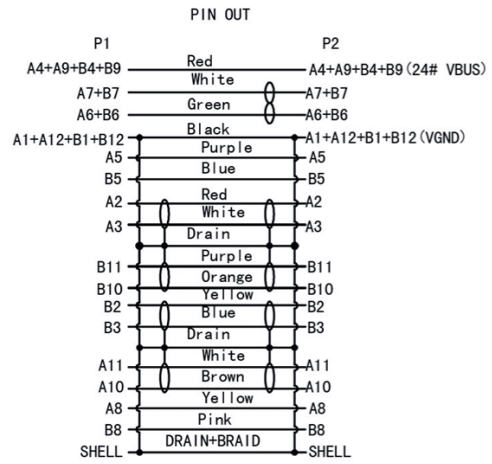 PIN OUT
P1 P2
A4+A9+B4+B9 Red A4+A9+B4+B9(24# VBUS)
A7+B7 White A7+B7
A6+B6 Green A6+B6
A1+A12+B1+B12 Black A1+A12+B1+B12(VGND)
A5 Purple A5
B5 Blue B5
A2 Red A2
A3 White A3
Drain
B11 Purple B11
B10 Orange B10
B2 Yellow B2
B3 Blue B3
Drain
A11 White A11
A10 Brown A10
A8 Yellow A8
B8 Pink B8
SHELL DRAIN+BRAID SHELL